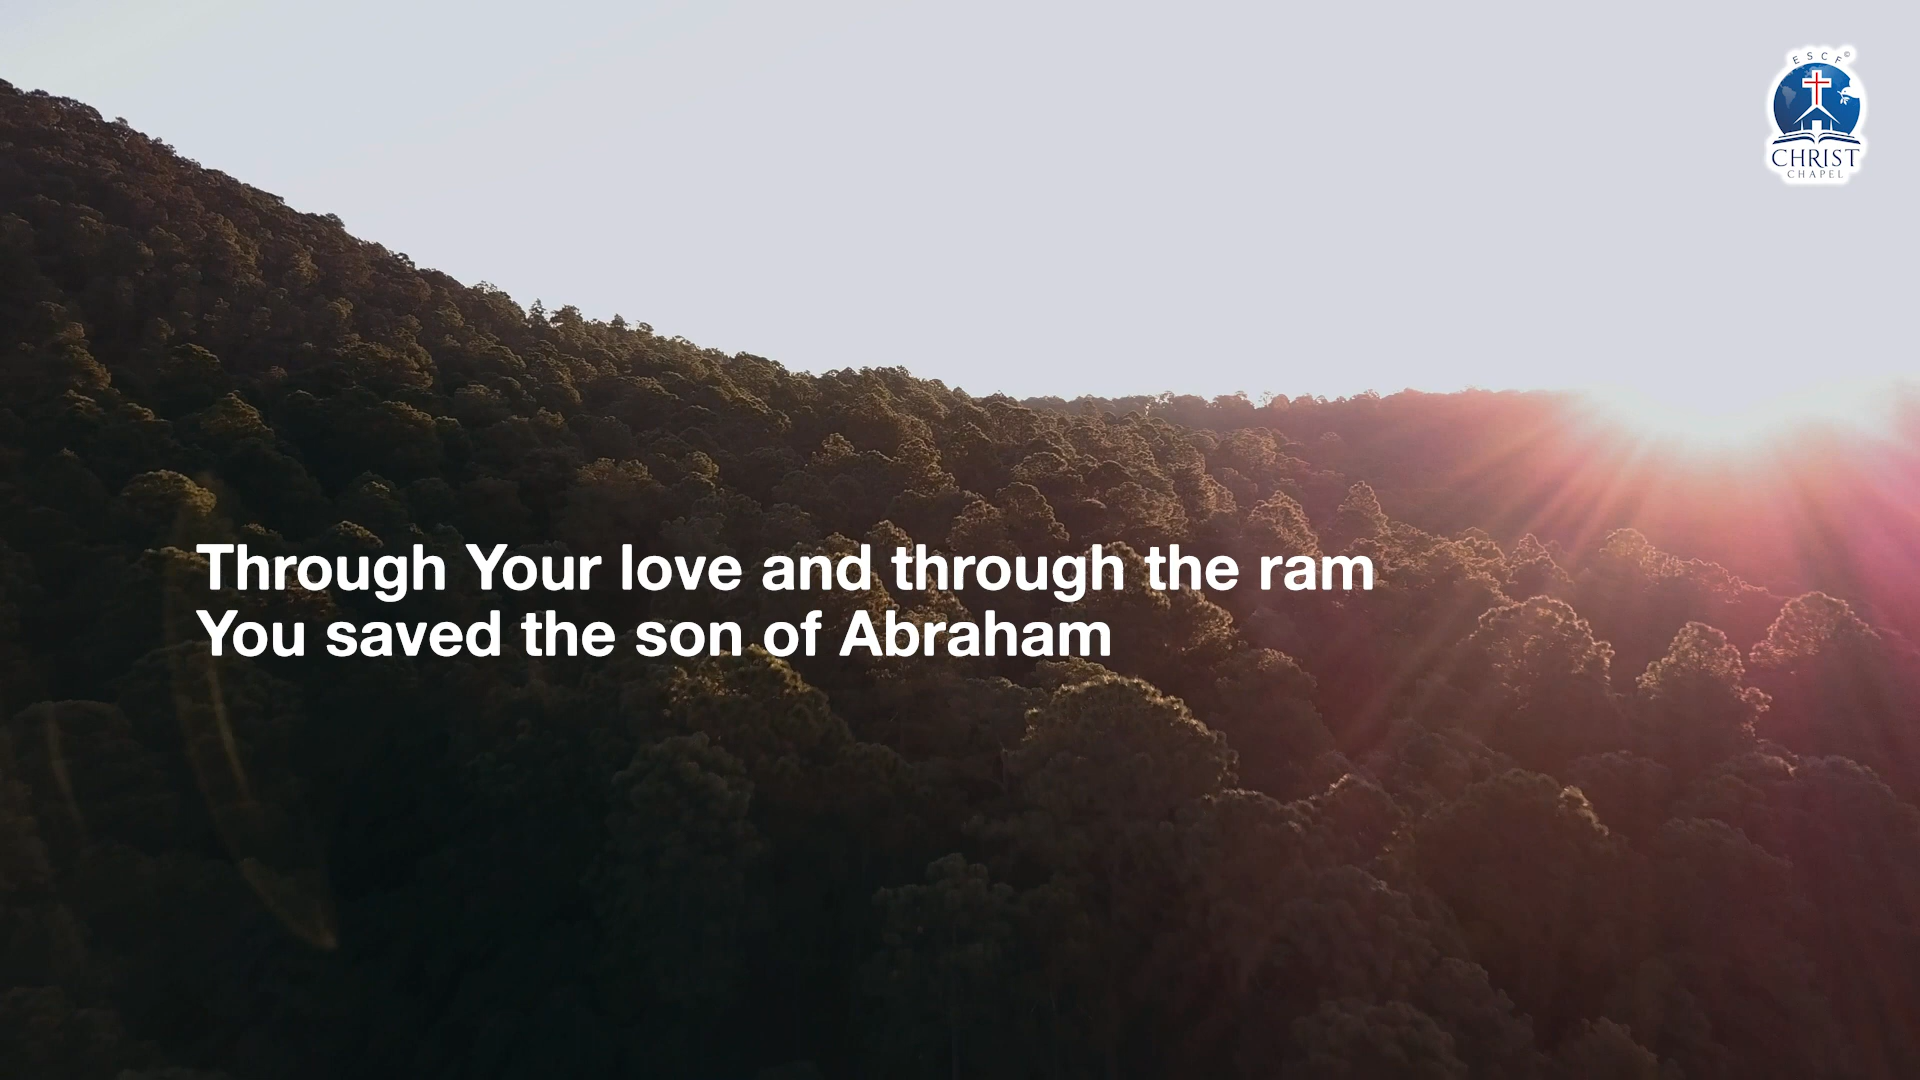 ESCF©
CHRIST
CHAPEL
Through Your love and through the ram
You saved the son of Abraham